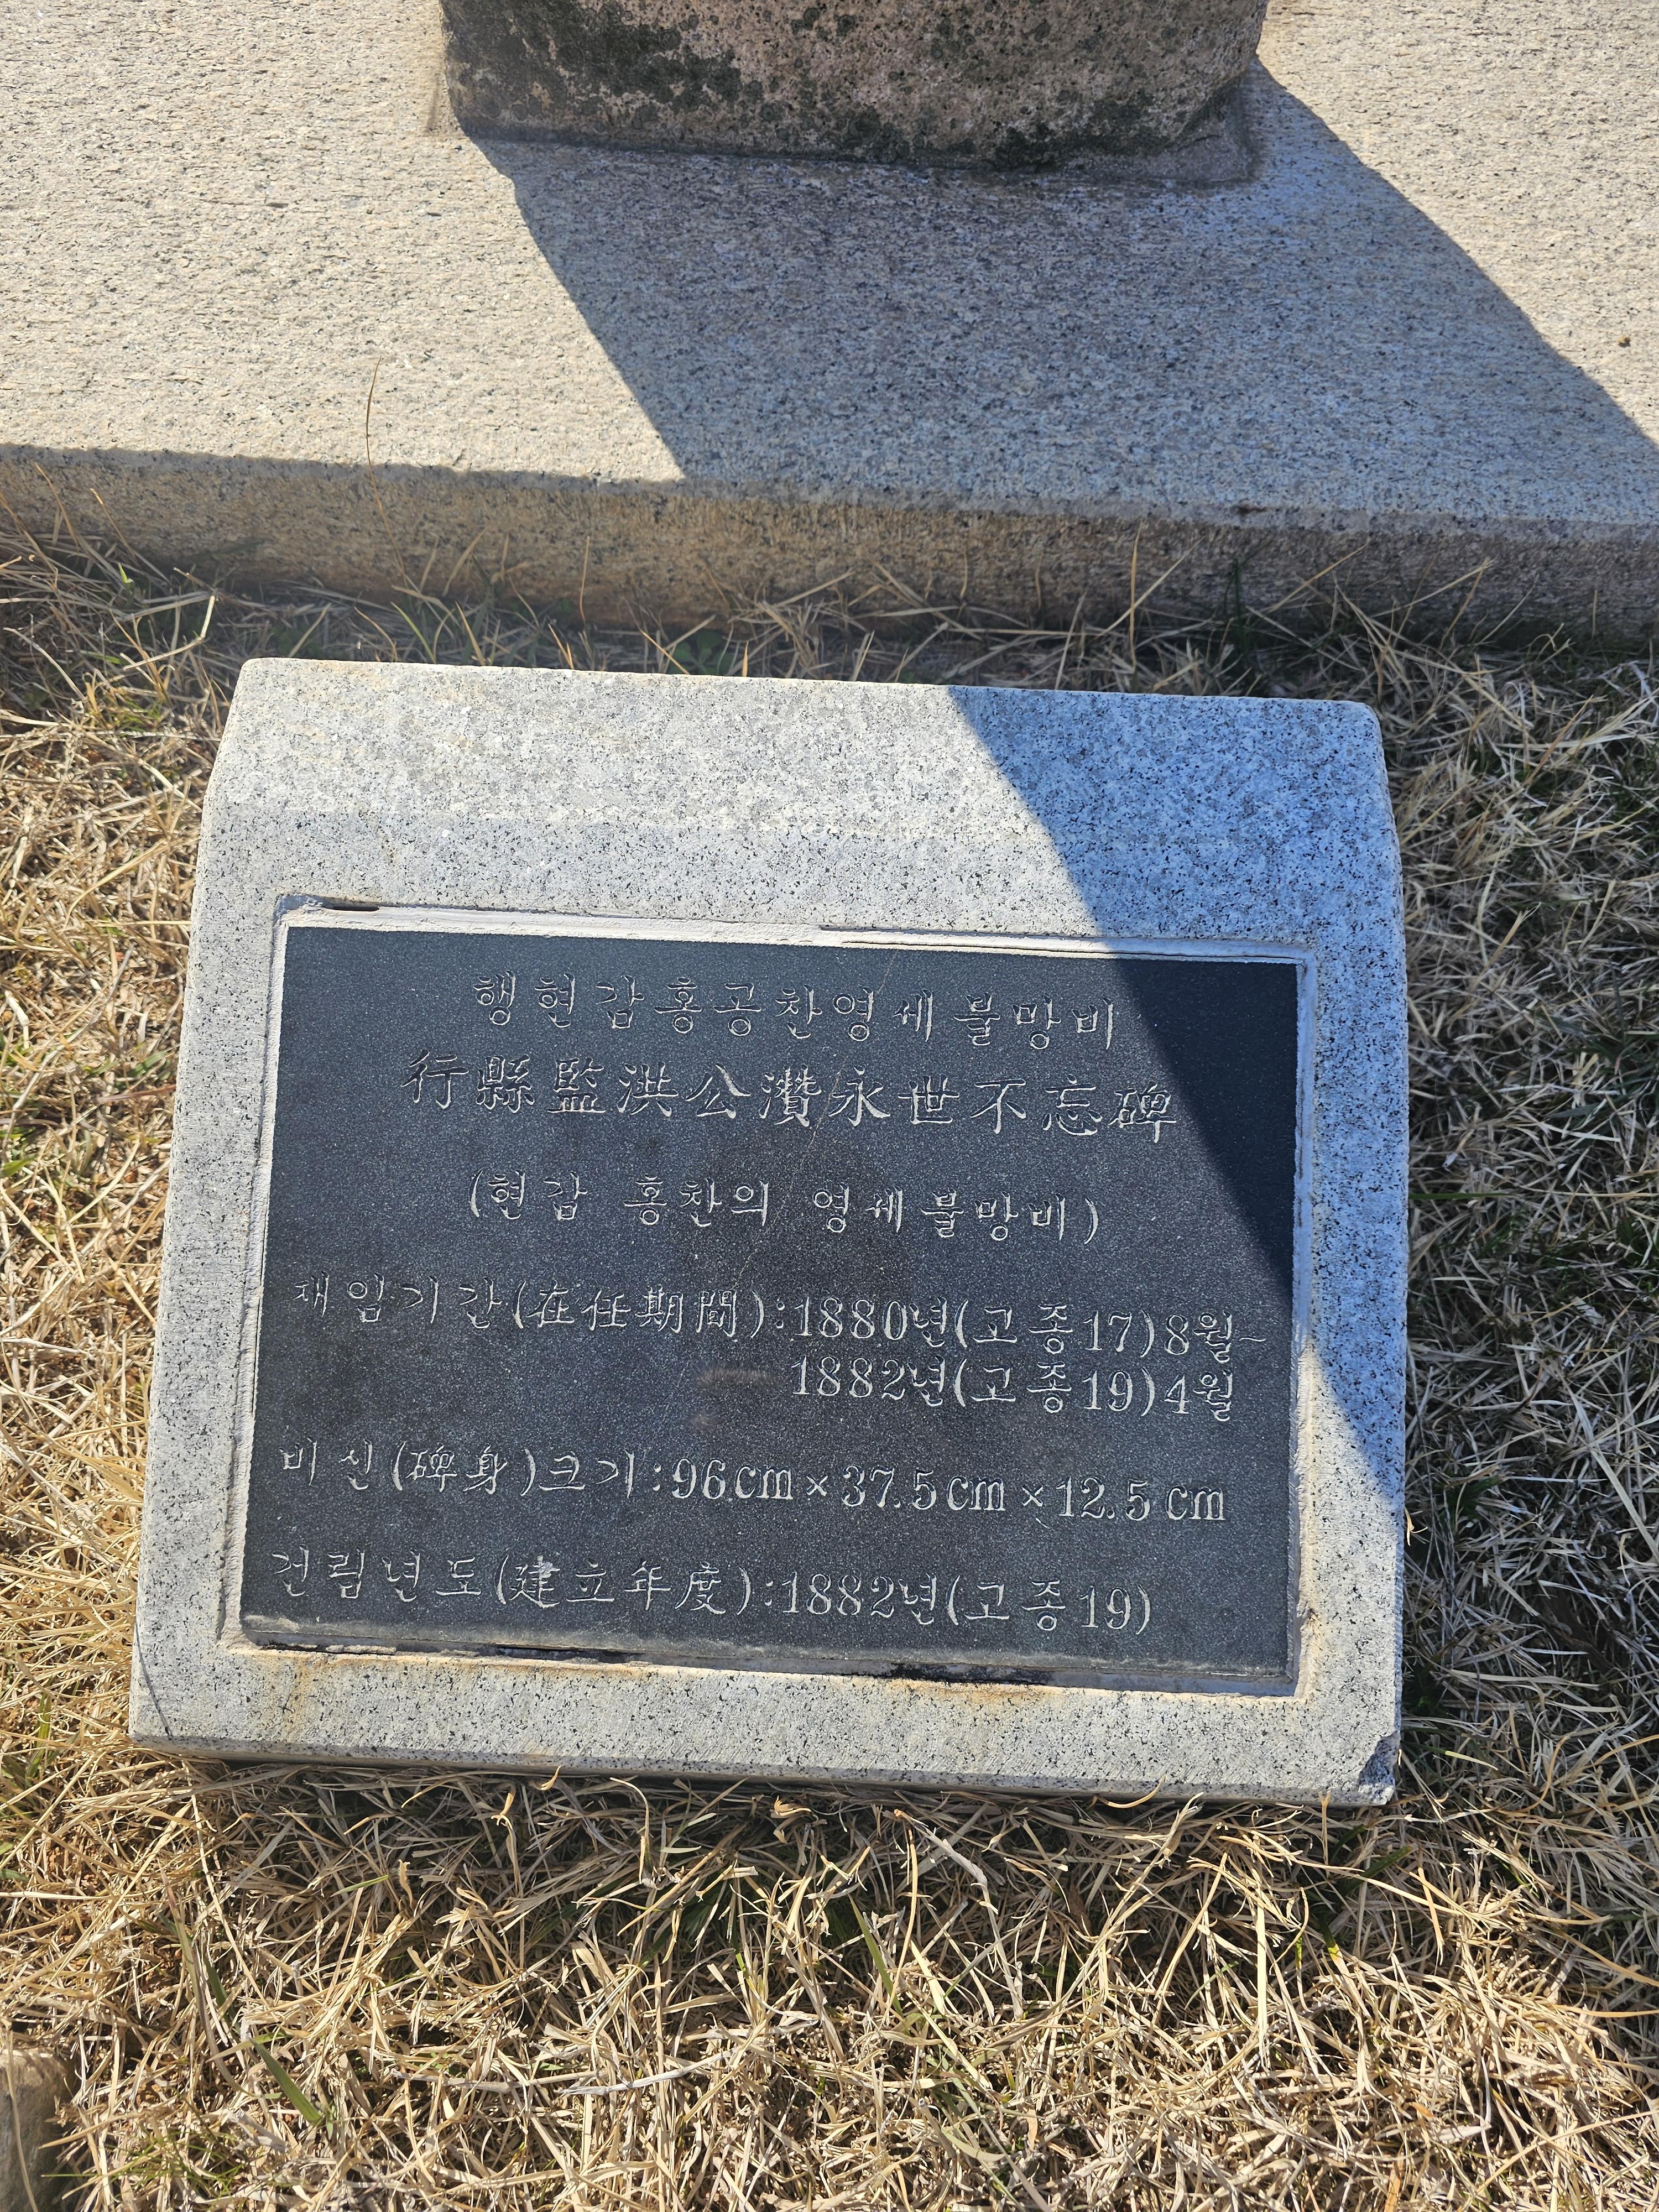 행현감홍공찬영세불망비
行縣監洪公瓚永世不忘碑
(현감 홍찬의 영세불망비)
재임기간(在任期間):1880년(고종17)8월~
1882년(고종19)4월
비신(碑身)크기:96cm×37.5cm×12.5cm
건립년도(建立年度):1882년(고종19)